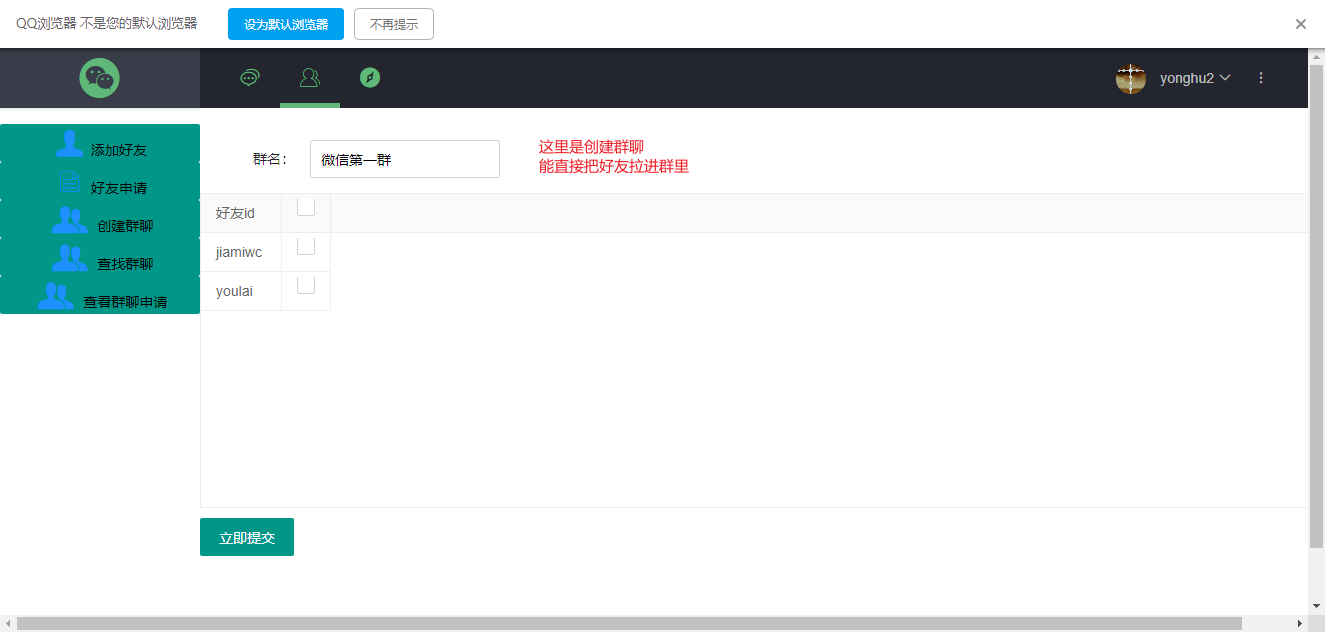 QQ浏览器 不是您的默认浏览器
设为默认浏览器
不再提示
yonghu2
添加好友
好友申请
创建群聊
查找群聊
查看群聊申请
群名：
微信第一群
这里是创建群聊
能直接把好友拉进群里
好友id
jiamiwc
youlai
立即提交